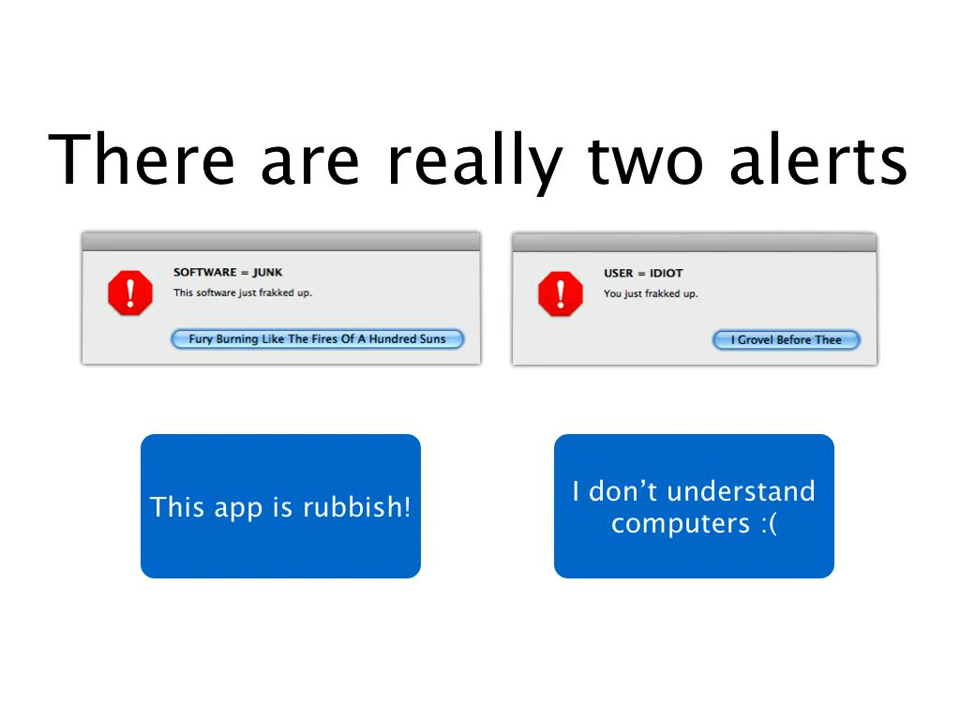 There are really two alerts
SOFTWARE = JUNK
This software just frakked up.
Fury Burning Like The Fires Of A Hundred Suns
USER = IDIOT
You just frakked up.
I Grovel Before Thee
This app is rubbish!
I don’t understand
computers :(